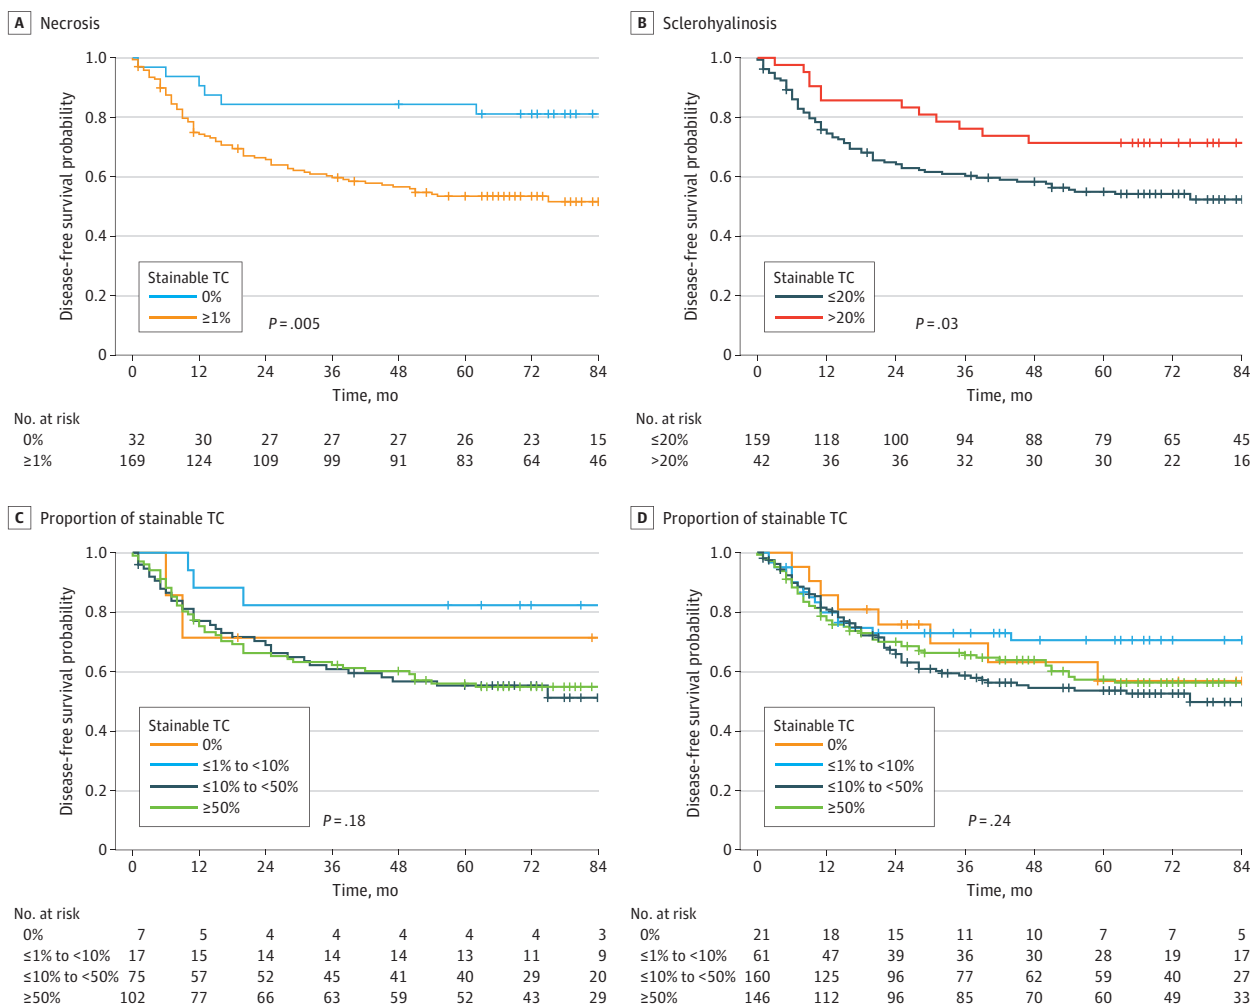 A Necrosis
Disease-free survival probability
1.0
0.8
0.6
0.4
0.2
0
Stainable TC
0%
≥1%
P = .005
0 12 24 36 48 60 72 84
Time, mo
No. at risk
0% 32 30 27 27 27 26 23 15
≥1% 169 124 109 99 91 83 64 46
B Sclerohyalinosis
Disease-free survival probability
1.0
0.8
0.6
0.4
0.2
0
Stainable TC
≤20%
>20%
P = .03
0 12 24 36 48 60 72 84
Time, mo
No. at risk
≤20% 159 118 100 94 88 79 65 45
>20% 42 36 36 32 30 30 22 16
C Proportion of stainable TC
Disease-free survival probability
1.0
0.8
0.6
0.4
0.2
0
Stainable TC
0%
≤1% to <10%
≤10% to <50%
≥50%
P = .18
0 12 24 36 48 60 72 84
Time, mo
No. at risk
0% 7 5 4 4 4 4 4 3
≤1% to <10% 17 15 14 14 14 13 11 9
≤10% to <50% 75 57 52 45 41 40 29 20
≥50% 102 77 66 63 59 52 43 29
D Proportion of stainable TC
Disease-free survival probability
1.0
0.8
0.6
0.4
0.2
0
Stainable TC
0%
≤1% to <10%
≤10% to <50%
≥50%
P = .24
0 12 24 36 48 60 72 84
Time, mo
No. at risk
0% 21 18 15 11 10 7 7 5
≤1% to <10% 61 47 39 36 30 28 19 17
≤10% to <50% 160 125 96 77 62 59 40 27
≥50% 146 112 96 85 70 60 49 33